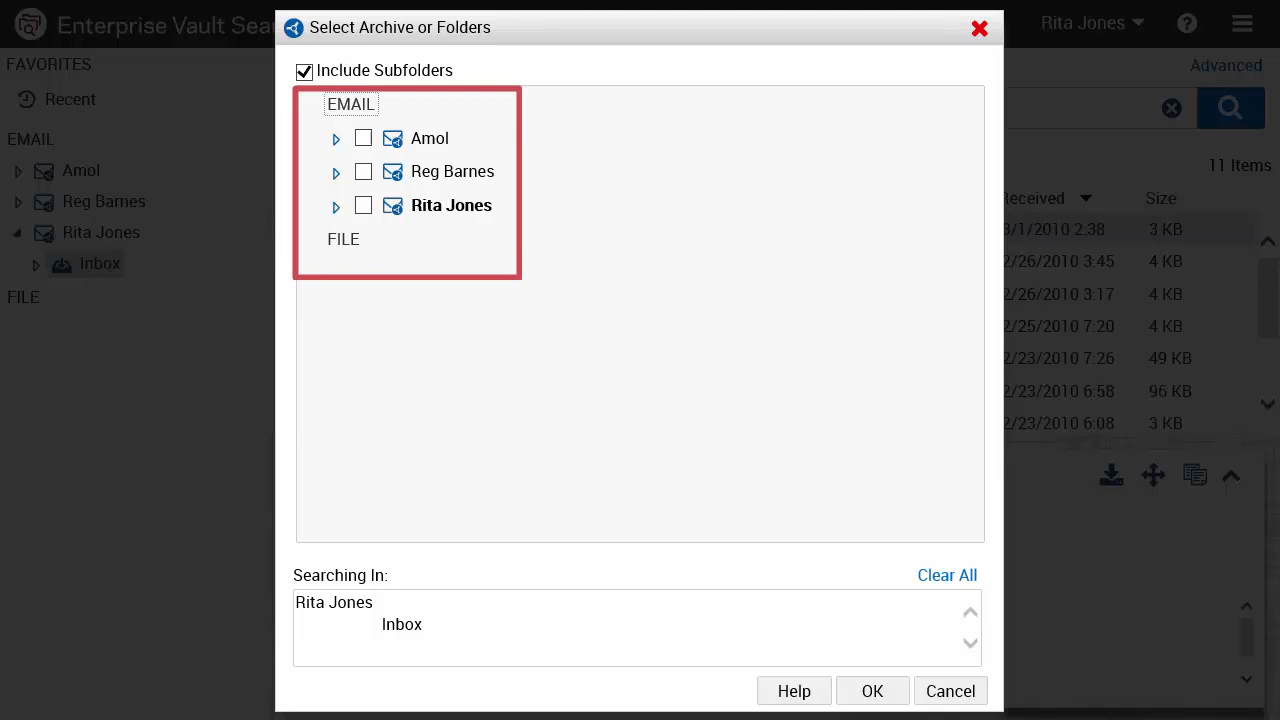 Enterprise Vault Sea
Rita Jones
FAVORITES
Recent
EMAIL
Amol
Reg Barnes
Rita Jones
Inbox
FILE
Select Archive or Folders
Include Subfolders
EMAIL
Amol
Reg Barnes
Rita Jones
FILE
Searching In:
Clear All
Rita Jones
Inbox
Help
OK
Cancel
Advanced
11 Items
Received Size
3/1/2010 2:38 3 KB
2/26/2010 3:45 4 KB
2/26/2010 3:17 4 KB
2/25/2010 7:20 4 KB
2/23/2010 7:26 49 KB
2/23/2010 6:58 96 KB
2/23/2010 6:08 3 KB